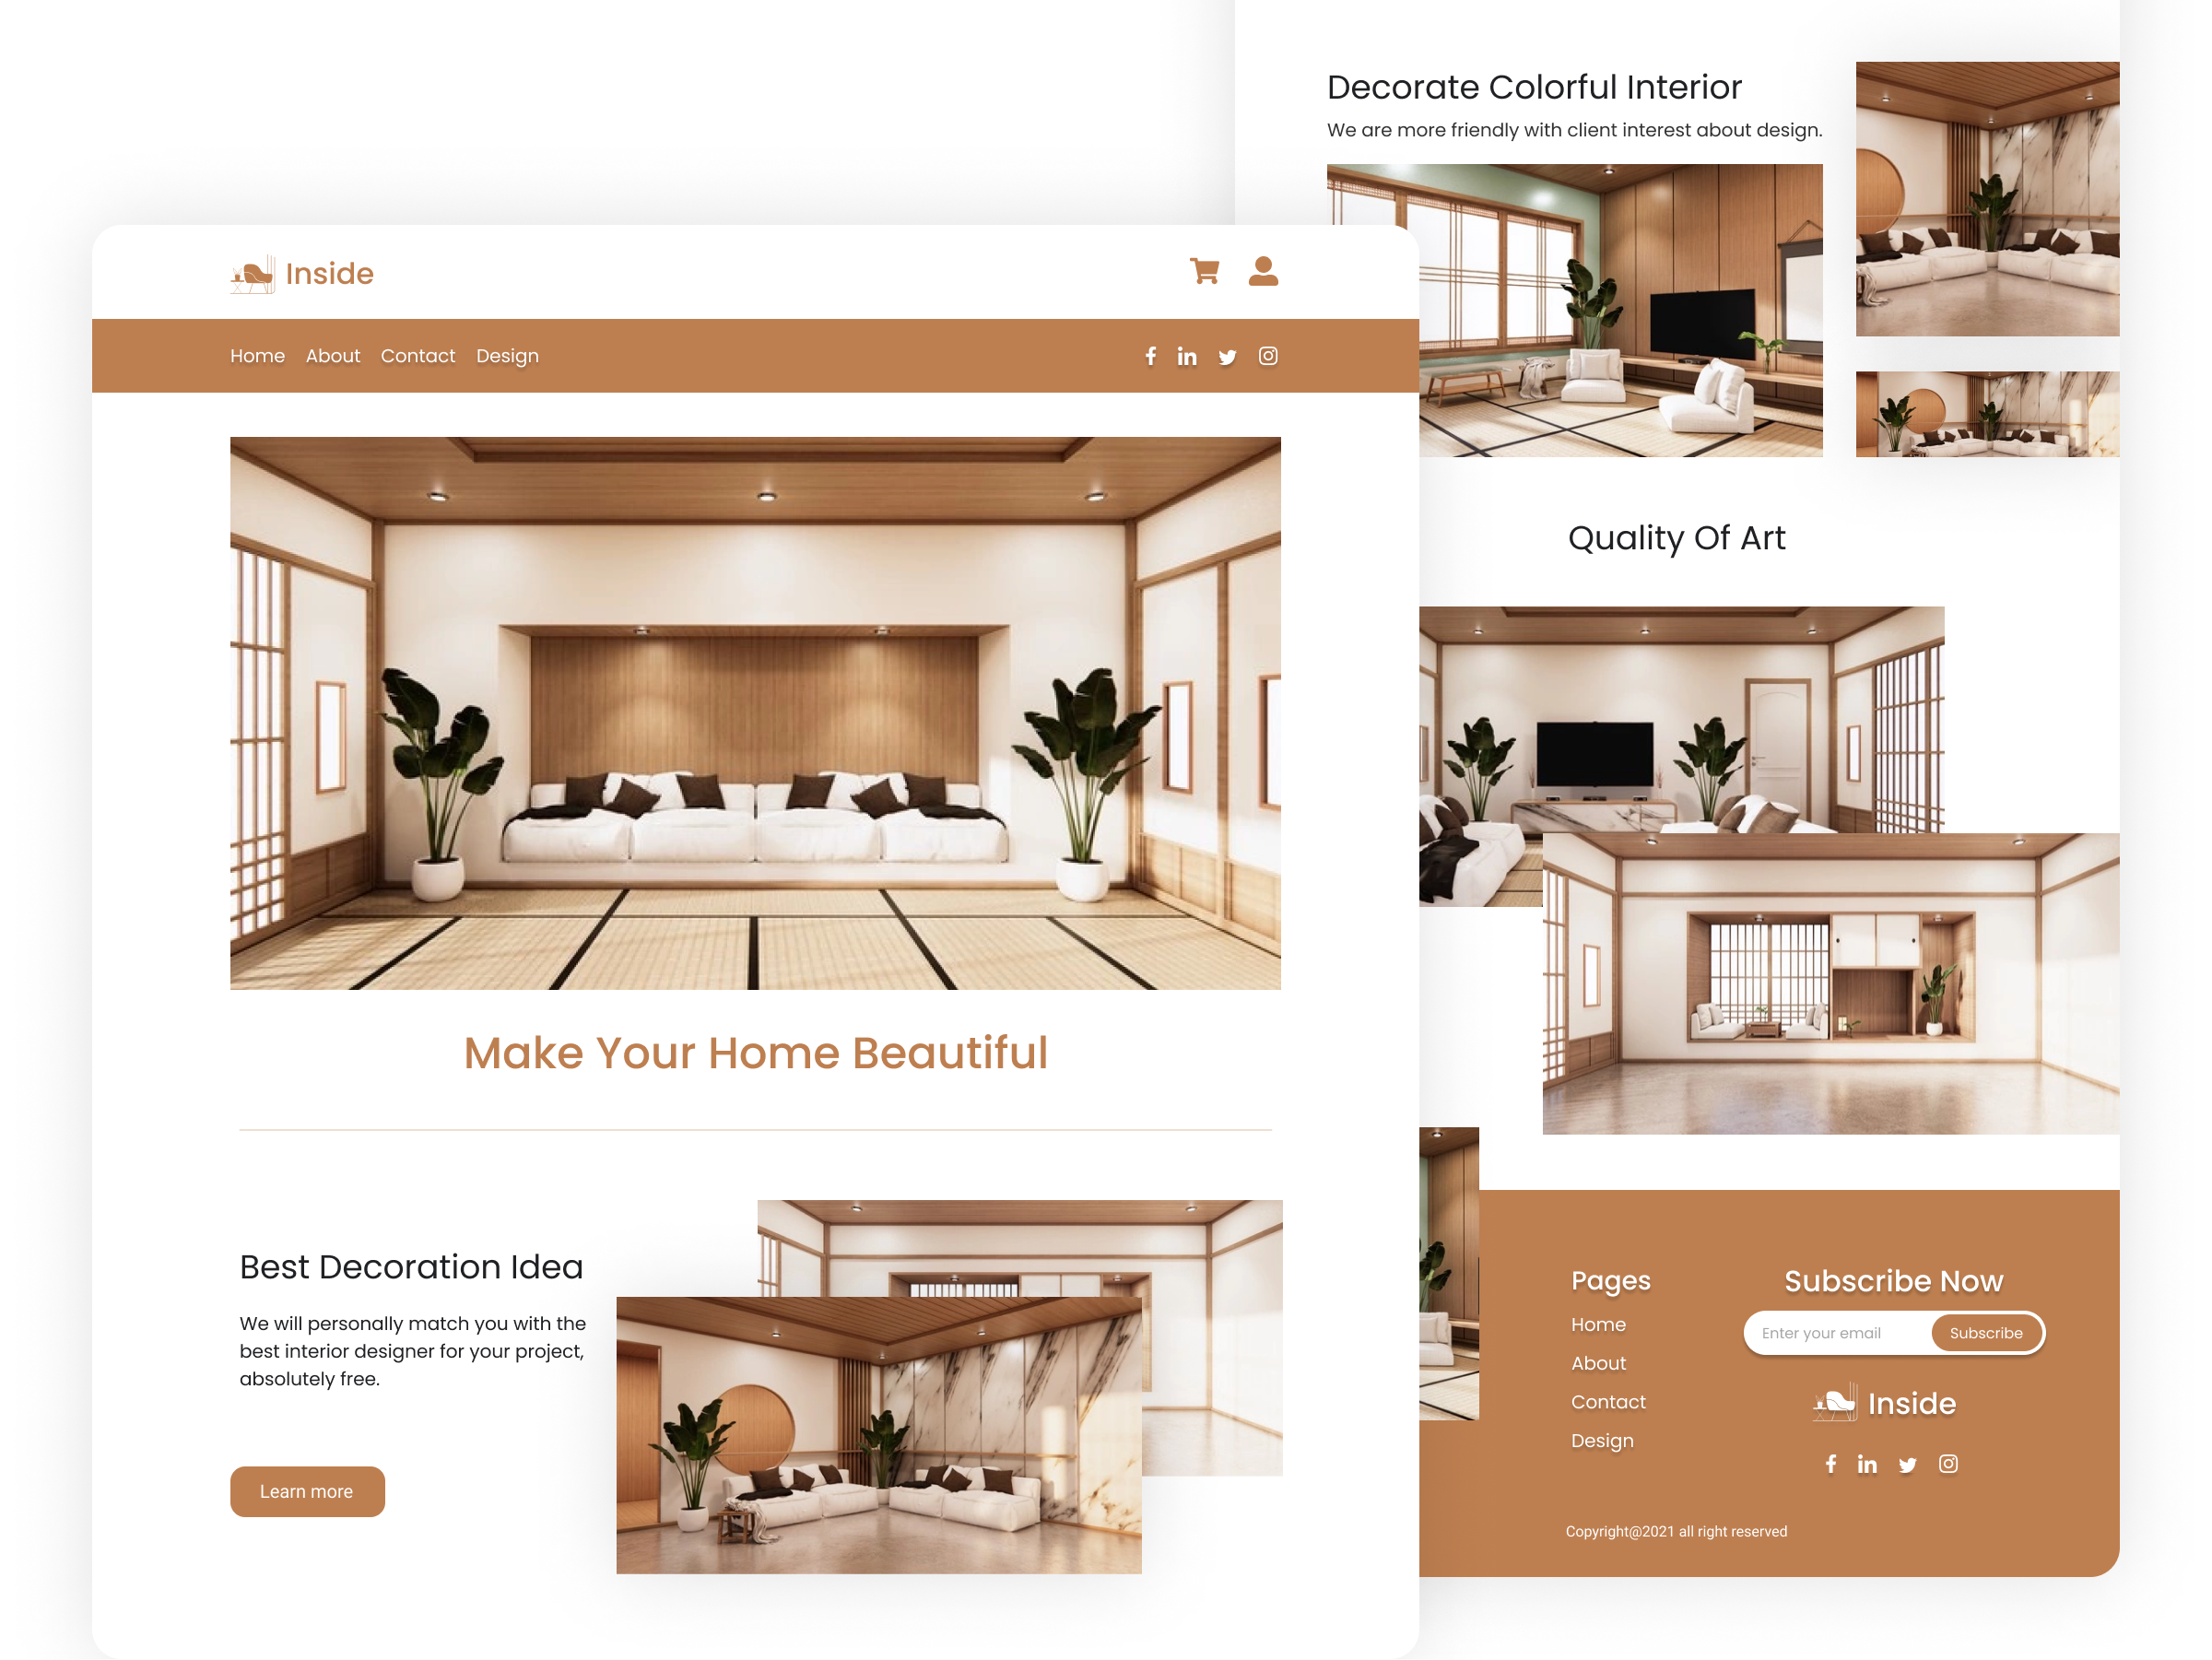 Inside
Home About Contact Design
Make Your Home Beautiful
Best Decoration Idea
We will personally match you with the
best interior designer for your project,
absolutely free.
Learn more
Decorate Colorful Interior
We are more friendly with client interest about design.
Quality Of Art
Pages
Home
About
Contact
Design
Subscribe Now
Enter your email
Subscribe
Inside
Copyright@2021 all right reserved